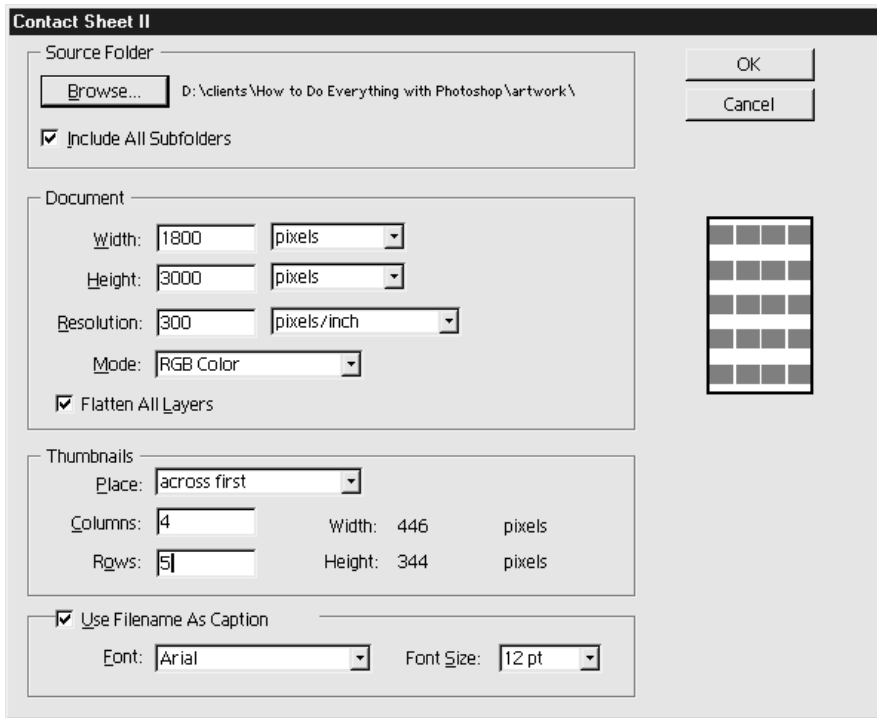 Contact Sheet II
Source Folder
Browse... D:\clients\How to Do Everything with Photoshop\artwork\
Include All Subfolders
OK
Cancel
Document
Width: 1800 pixels
Height: 3000 pixels
Resolution: 300 pixels/inch
Mode: RGB Color
Flatten All Layers
Thumbnails
Place: across first
Columns: 4 Width: 446 pixels
Rows: 5 Height: 344 pixels
Use Filename As Caption
Font: Arial Font Size: 12 pt